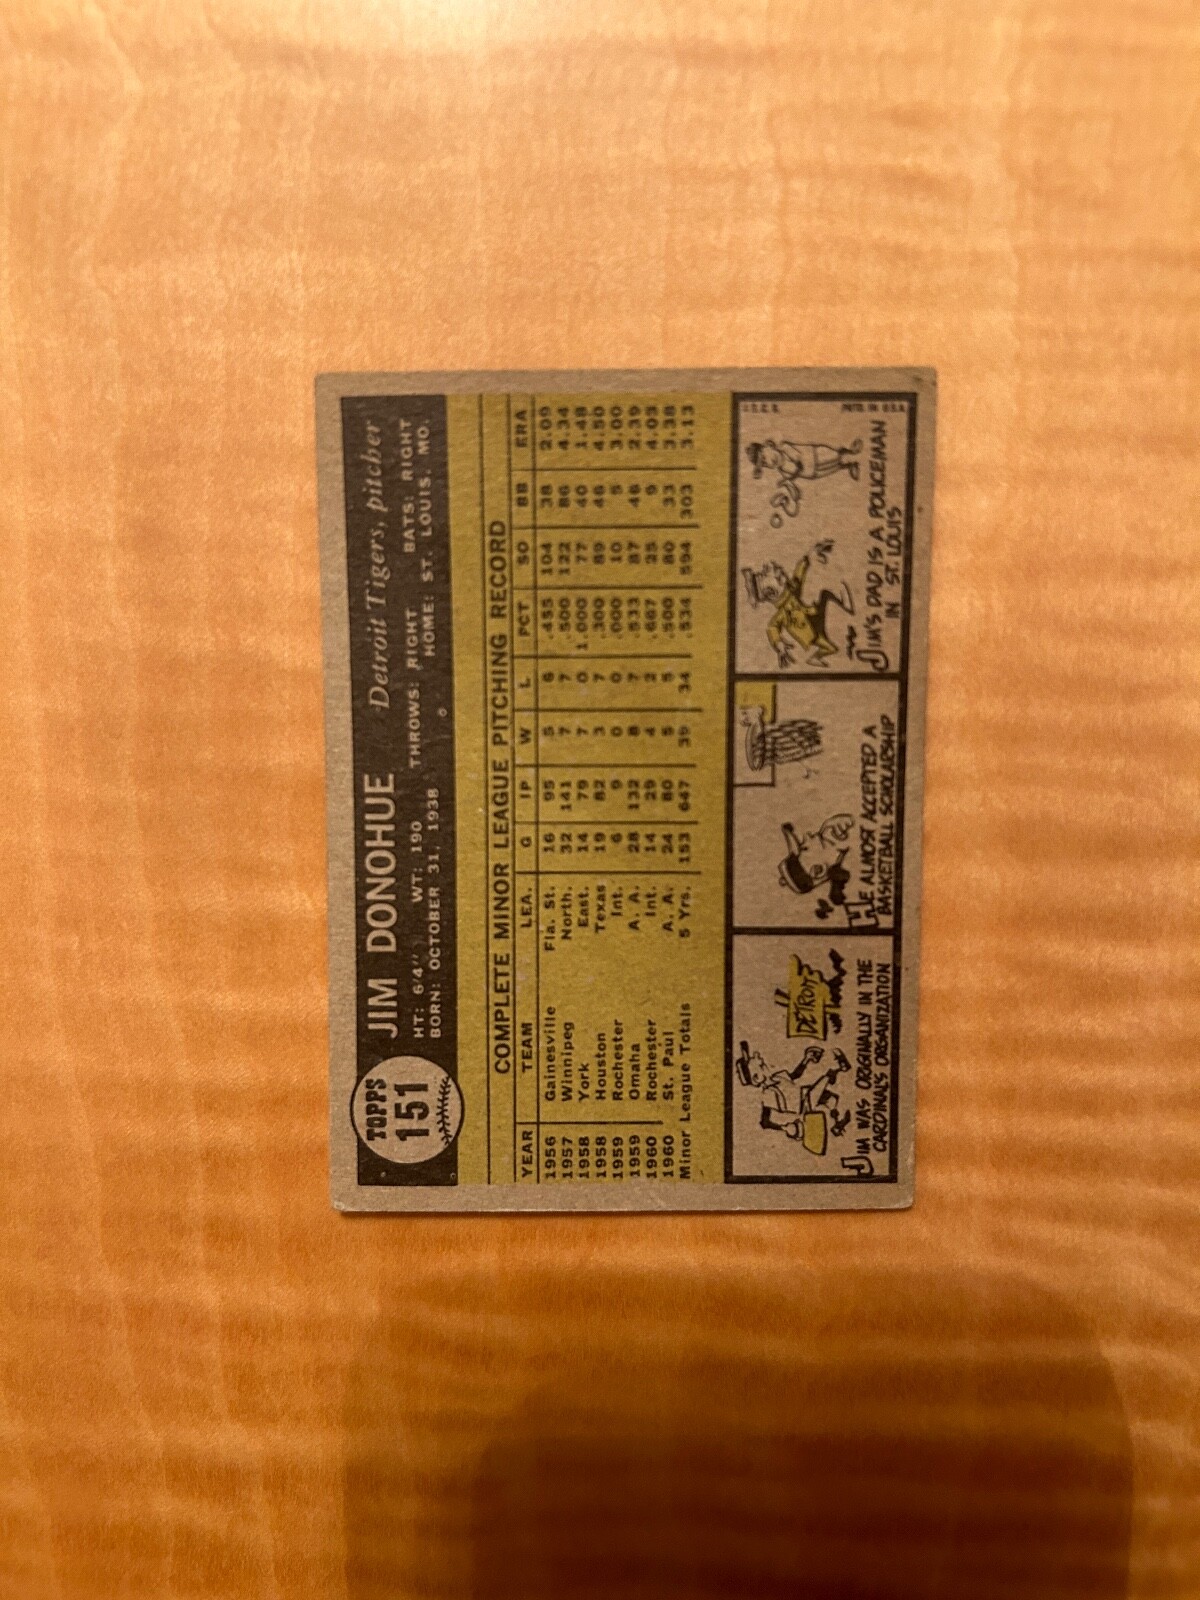 TOPPS
151
JIM DONOHUE Detroit Tigers, pitcher
HT: 6'4" WT: 190 THROWS: RIGHT BATS: RIGHT
BORN: OCTOBER 31, 1938 HOME: ST. LOUIS, MO.
COMPLETE MINOR LEAGUE PITCHING RECORD
YEAR TEAM LEA. G IP W L PCT SO BB ERA
1956 Gainesville Fla. St. 16 95 5 6 .455 104 38 2.09
1957 Winnipeg North. 32 141 7 7 .500 122 86 4.34
1958 York East. 14 79 7 0 1.000 77 40 1.48
1958 Houston Texas 19 82 3 7 .300 89 46 4.50
1959 Rochester Int. 6 9 0 0 .000 10 5 3.00
1959 Omaha A. A. 28 132 8 7 .533 87 46 2.39
1960 Rochester Int. 14 29 4 2 .667 25 9 4.03
1960 St. Paul A. A. 24 80 5 5 .500 80 33 3.38
Minor League Totals 5 Yrs. 153 647 39 34 .534 594 303 3.13
DETROIT
JIM WAS ORIGINALLY IN THE
CARDINAL'S ORGANIZATION
HE ALMOST ACCEPTED A
BASKETBALL SCHOLARSHIP
© T.C.G. PRTD. IN U.S.A.
JIM'S DAD IS A POLICEMAN
IN ST. LOUIS